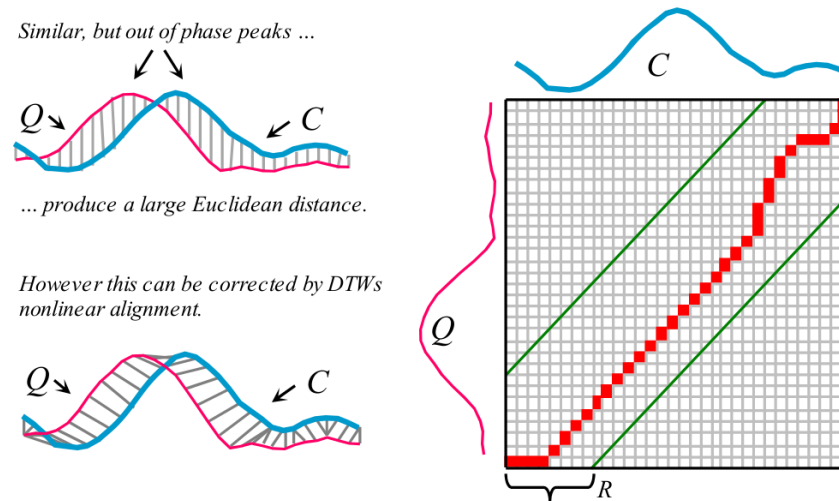 Similar, but out of phase peaks …
Q
C
… produce a large Euclidean distance.
However this can be corrected by DTWs
nonlinear alignment.
Q
C
C
Q
R